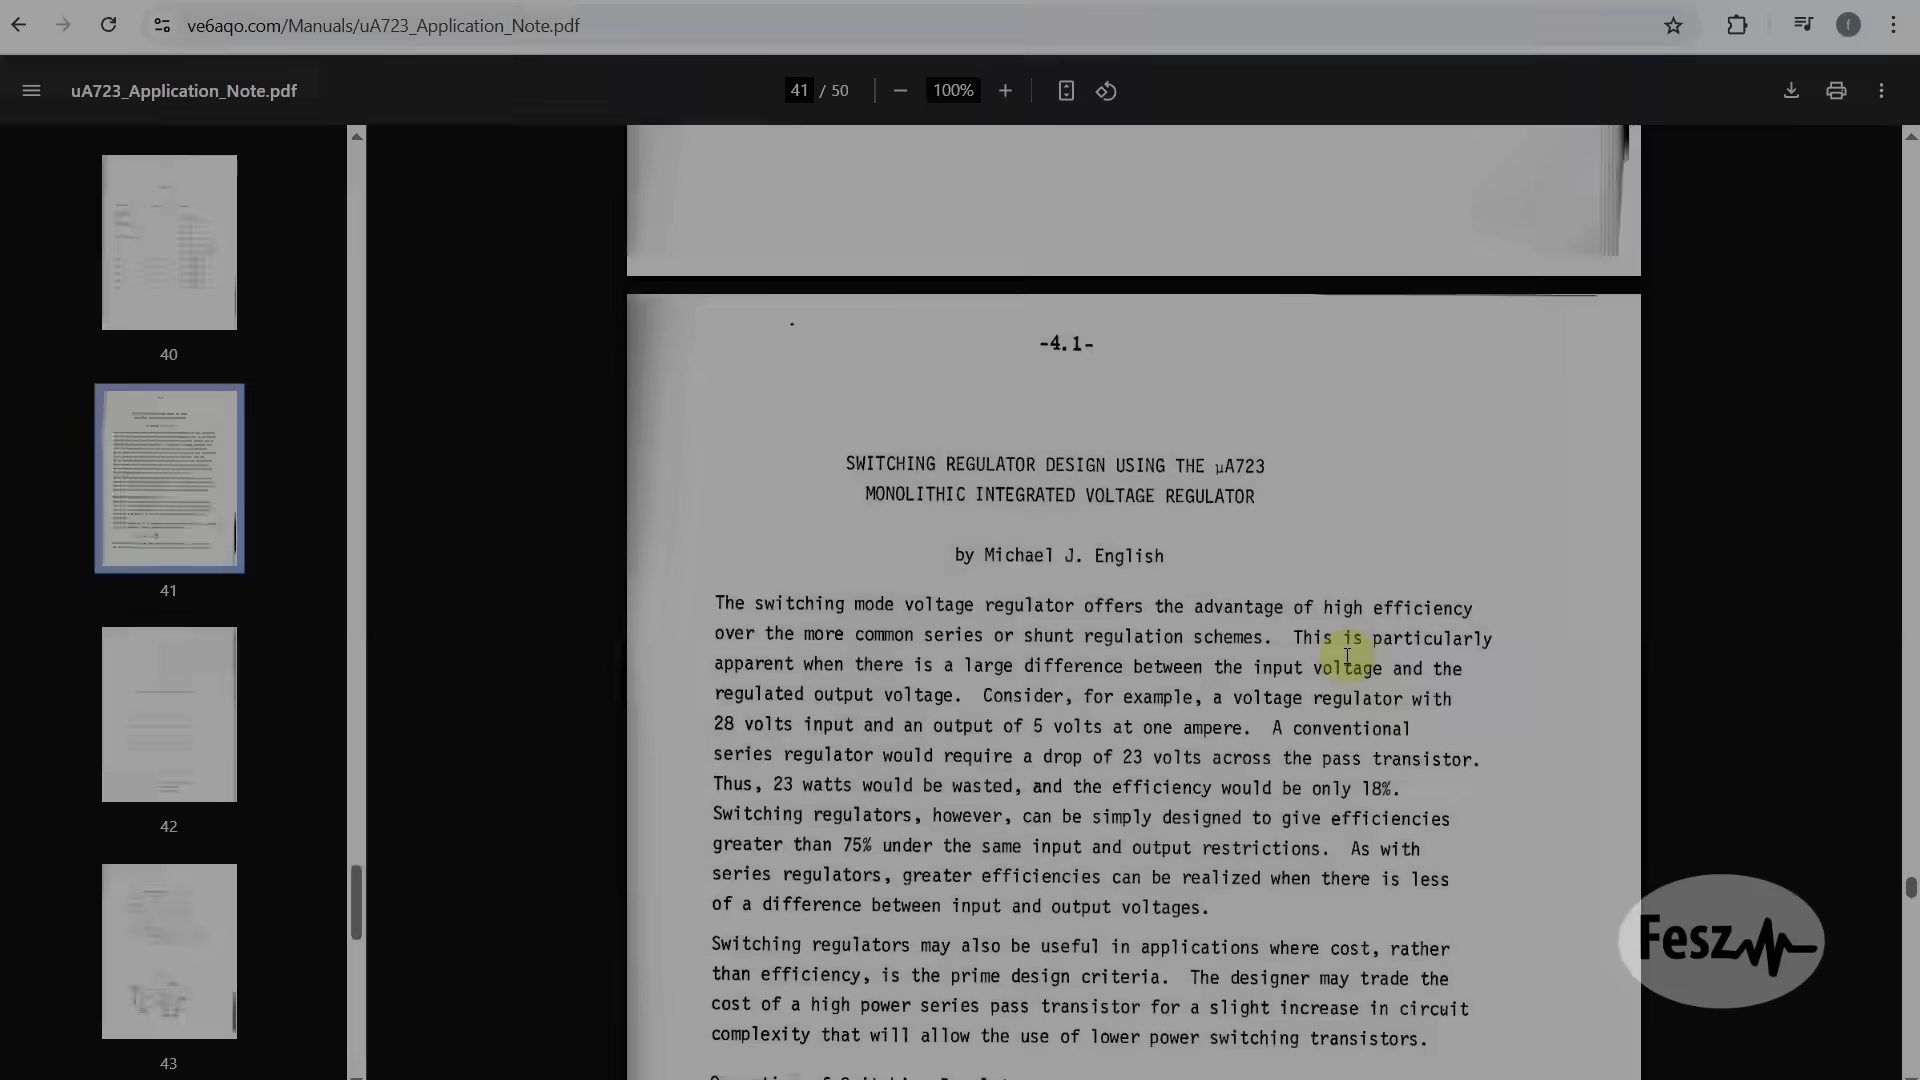 ve6aqo.com/Manuals/uA723_Application_Note.pdf
f
uA723_Application_Note.pdf
41 / 50
100%
40
41
42
43
-4.1-
SWITCHING REGULATOR DESIGN USING THE µA723
MONOLITHIC INTEGRATED VOLTAGE REGULATOR
by Michael J. English
The switching mode voltage regulator offers the advantage of high efficiency
over the more common series or shunt regulation schemes. This is particularly
apparent when there is a large difference between the input voltage and the
regulated output voltage. Consider, for example, a voltage regulator with
28 volts input and an output of 5 volts at one ampere. A conventional
series regulator would require a drop of 23 volts across the pass transistor.
Thus, 23 watts would be wasted, and the efficiency would be only 18%.
Switching regulators, however, can be simply designed to give efficiencies
greater than 75% under the same input and output restrictions. As with
series regulators, greater efficiencies can be realized when there is less
of a difference between input and output voltages.
Switching regulators may also be useful in applications where cost, rather
than efficiency, is the prime design criteria. The designer may trade the
cost of a high power series pass transistor for a slight increase in circuit
complexity that will allow the use of lower power switching transistors.
Fesz